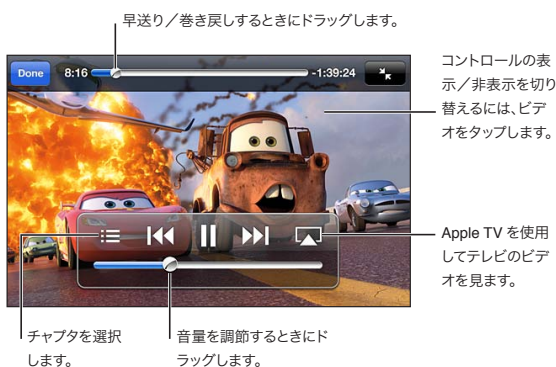 早送り／巻き戻しするときにドラッグします。
Done 8:16 -1:39:24
コントロールの表
示／非表示を切り
替えるには、ビデ
オをタップします。
Apple TV を使用
してテレビのビデ
オを見ます。
チャプタを選択
します。
音量を調節するときにド
ラッグします。